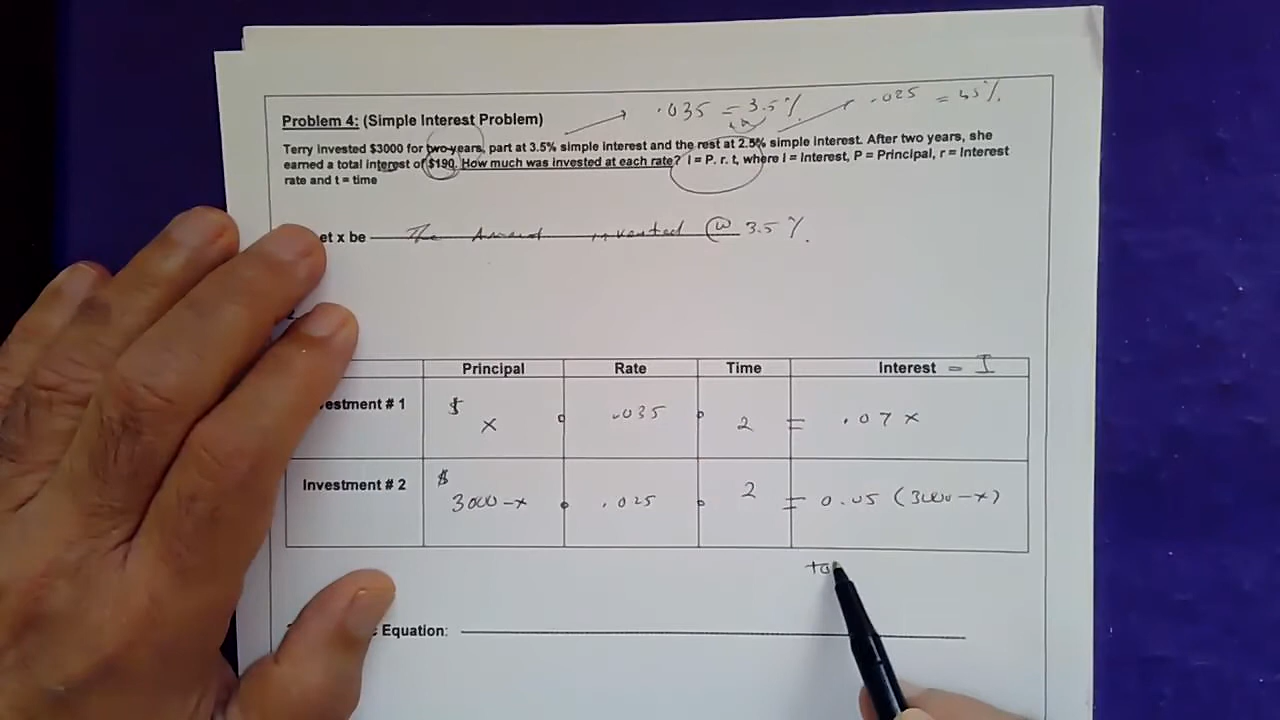 .035 = 3.5%
.025 =
Problem 4: (Simple Interest Problem)
Terry invested $3000 for two years, part at 3.5% simple interest and the rest at 2.5% simple interest. After two years, she
earned a total interest of $190. How much was invested at each rate? I = P. r. t, where I = Interest, P = Principal, r = Interest
rate and t = time
et x be The Amount invested @ 3.5%.
Principal Rate Time Interest = I
estment # 1 $ x .035 2 = .07x
Investment # 2 $ 3000-x .025 2 = 0.05 (3000-x)
to
Equation: